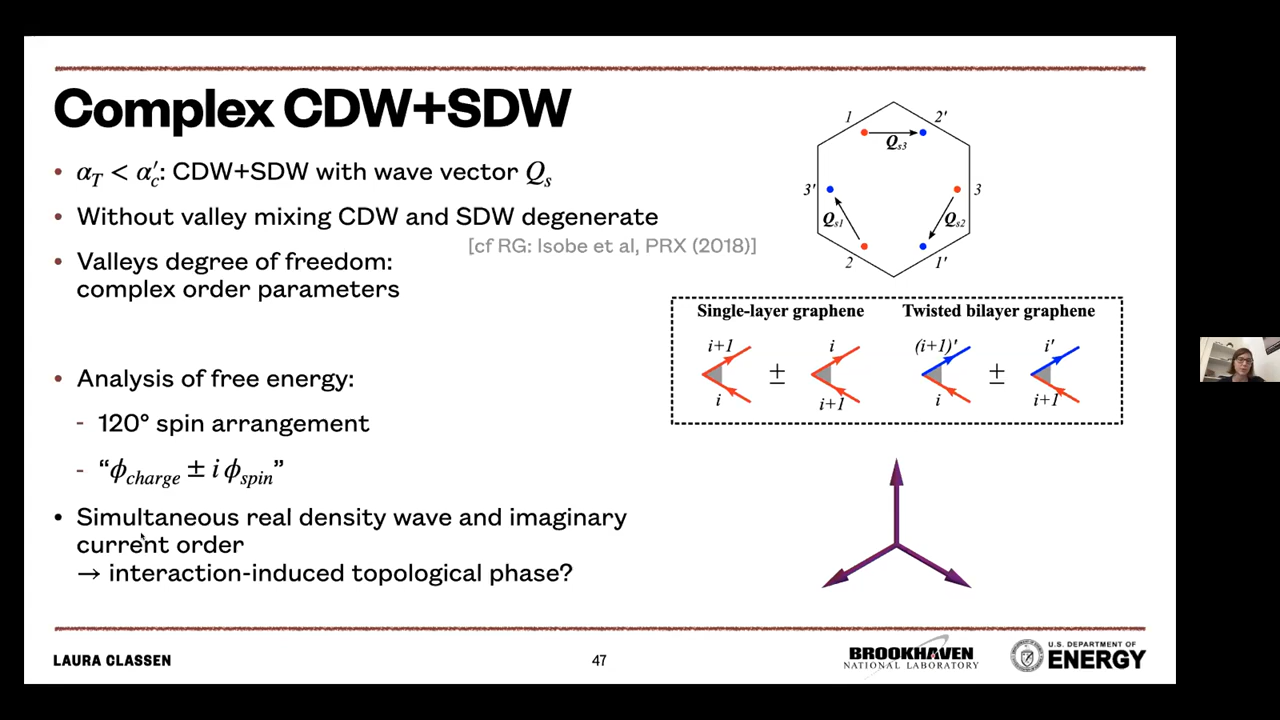 Complex CDW+SDW
• α_T < α′_c: CDW+SDW with wave vector Q_s
• Without valley mixing CDW and SDW degenerate
[cf RG: Isobe et al, PRX (2018)]
• Valleys degree of freedom:
complex order parameters
• Analysis of free energy:
- 120° spin arrangement
- “ϕ_charge ± i ϕ_spin”
• Simultaneous real density wave and imaginary
current order
→ interaction-induced topological phase?
1
2′
Q_s3
3′
3
Q_s1
Q_s2
2
1′
Single-layer graphene
Twisted bilayer graphene
i+1
i
(i+1)′
i′
±
±
i
i+1
i
i+1
LAURA CLASSEN
47
BROOKHAVEN
NATIONAL LABORATORY
U.S. DEPARTMENT OF
ENERGY